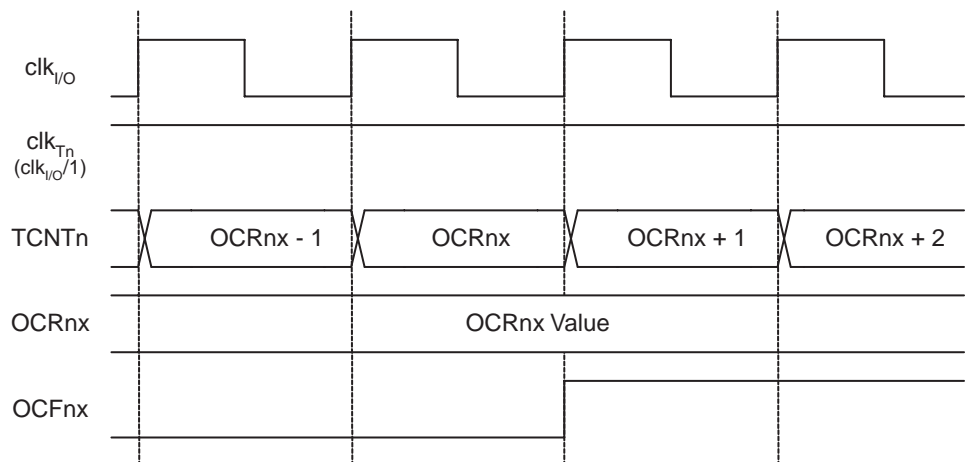 clkI/O
clkTn
(clkI/O/1)
TCNTn OCRnx - 1 OCRnx OCRnx + 1 OCRnx + 2
OCRnx OCRnx Value
OCFnx